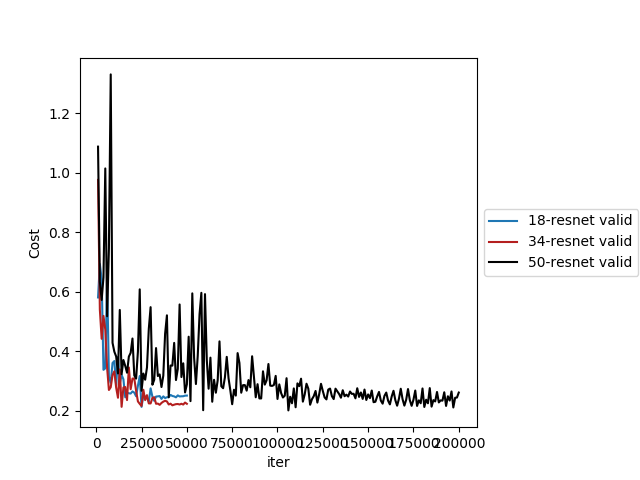 1.2
1.0
0.8
0.6
0.4
0.2
Cost
0 25000 50000 75000 100000 125000 150000 175000 200000
iter
18-resnet valid
34-resnet valid
50-resnet valid